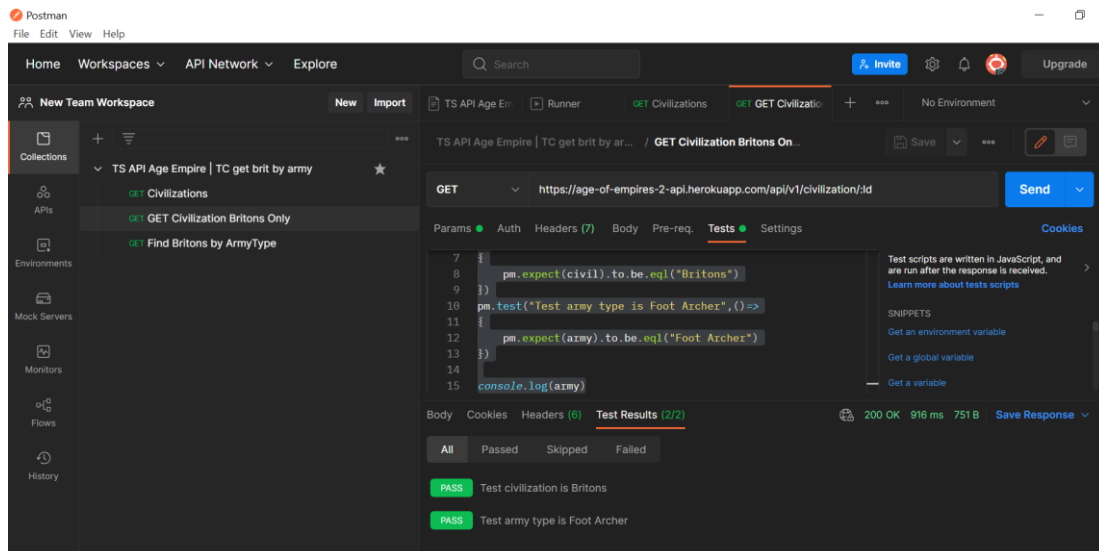 Postman
File Edit View Help
Home Workspaces API Network Explore
Search
Invite
Upgrade
New Team Workspace
New Import
TS API Age Em
Runner
GET Civilizations
GET GET Civilizatio
No Environment
Collections
APIs
Environments
Mock Servers
Monitors
Flows
History
TS API Age Empire | TC get brit by army
GET Civilizations
GET GET Civilization Britons Only
GET Find Britons by ArmyType
TS API Age Empire | TC get brit by ar... / GET Civilization Britons On...
Save
GET
https://age-of-empires-2-api.herokuapp.com/api/v1/civilization/:Id
Send
Params Auth Headers (7) Body Pre-req. Tests Settings
Cookies
7 {
8 pm.expect(civil).to.be.eql("Britons")
9 })
10 pm.test("Test army type is Foot Archer",()=>
11 {
12 pm.expect(army).to.be.eql("Foot Archer")
13 })
14
15 console.log(army)
Test scripts are written in JavaScript, and
are run after the response is received.
Learn more about tests scripts
SNIPPETS
Get an environment variable
Get a global variable
Get a variable
Body Cookies Headers (6) Test Results (2/2)
200 OK 916 ms 751 B Save Response
All Passed Skipped Failed
PASS Test civilization is Britons
PASS Test army type is Foot Archer